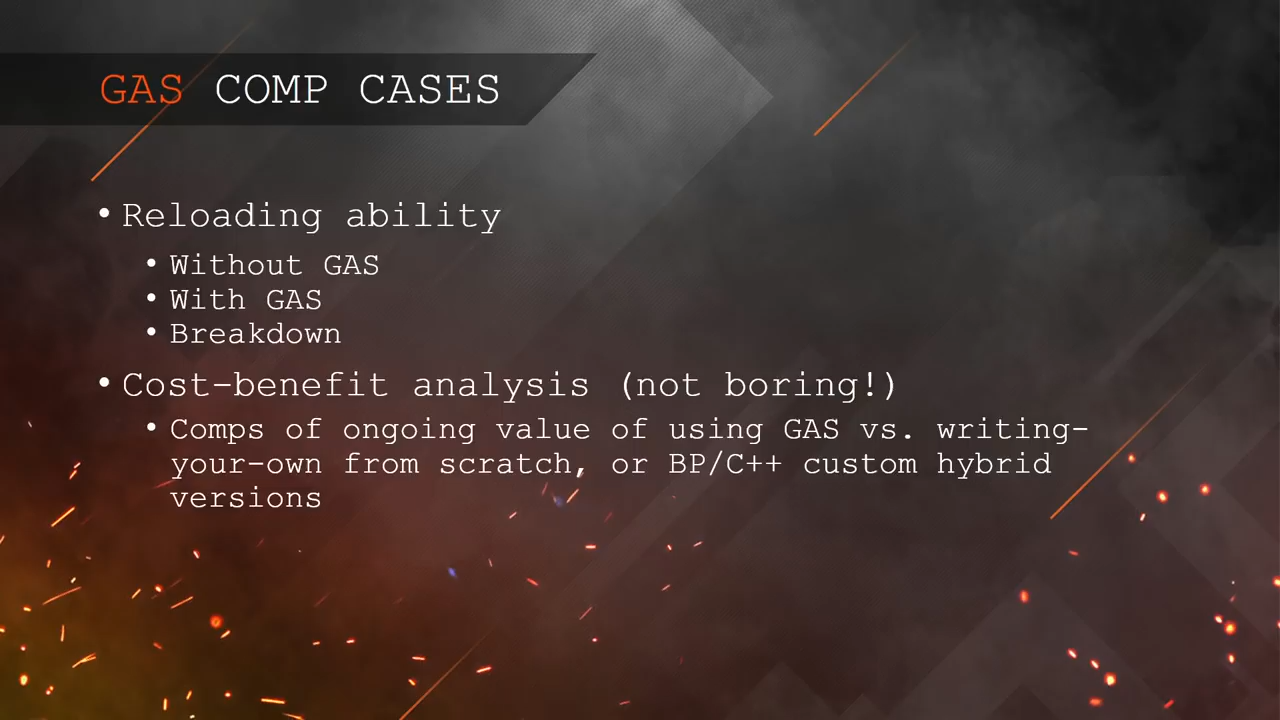 GAS COMP CASES
• Reloading ability
• Without GAS
• With GAS
• Breakdown
• Cost-benefit analysis (not boring!)
• Comps of ongoing value of using GAS vs. writing-
your-own from scratch, or BP/C++ custom hybrid
versions